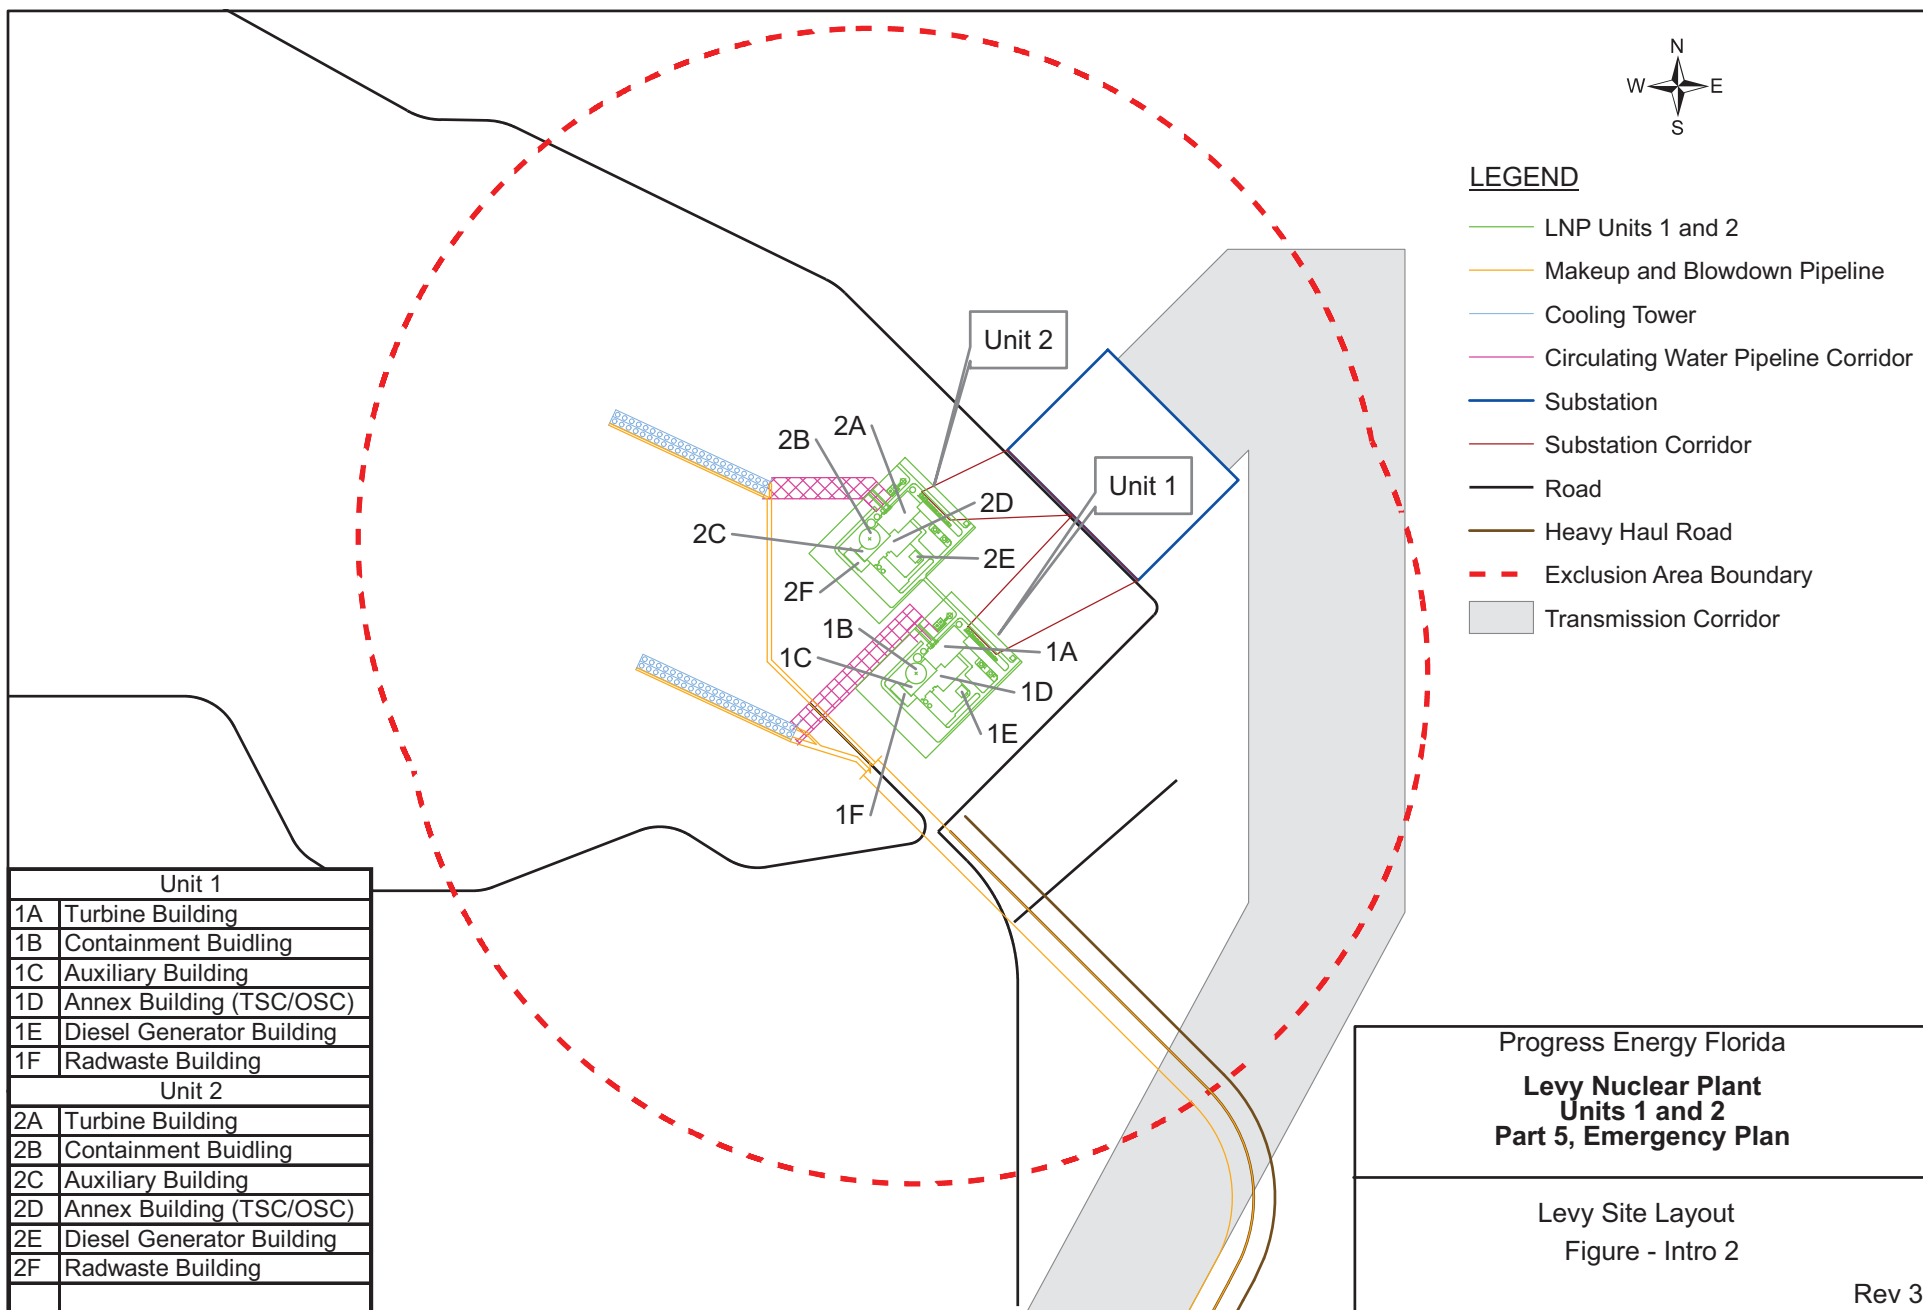 N
W E
S
LEGEND
LNP Units 1 and 2
Makeup and Blowdown Pipeline
Cooling Tower
Circulating Water Pipeline Corridor
Substation
Substation Corridor
Road
Heavy Haul Road
Exclusion Area Boundary
Transmission Corridor
Unit 2
Unit 1
2A
2B
2D
2C
2E
2F
1B
1A
1C
1D
1E
1F
Unit 1
1A Turbine Building
1B Containment Buidling
1C Auxiliary Building
1D Annex Building (TSC/OSC)
1E Diesel Generator Building
1F Radwaste Building
Unit 2
2A Turbine Building
2B Containment Buidling
2C Auxiliary Building
2D Annex Building (TSC/OSC)
2E Diesel Generator Building
2F Radwaste Building
Progress Energy Florida
Levy Nuclear Plant
Units 1 and 2
Part 5, Emergency Plan
Levy Site Layout
Figure - Intro 2
Rev 3